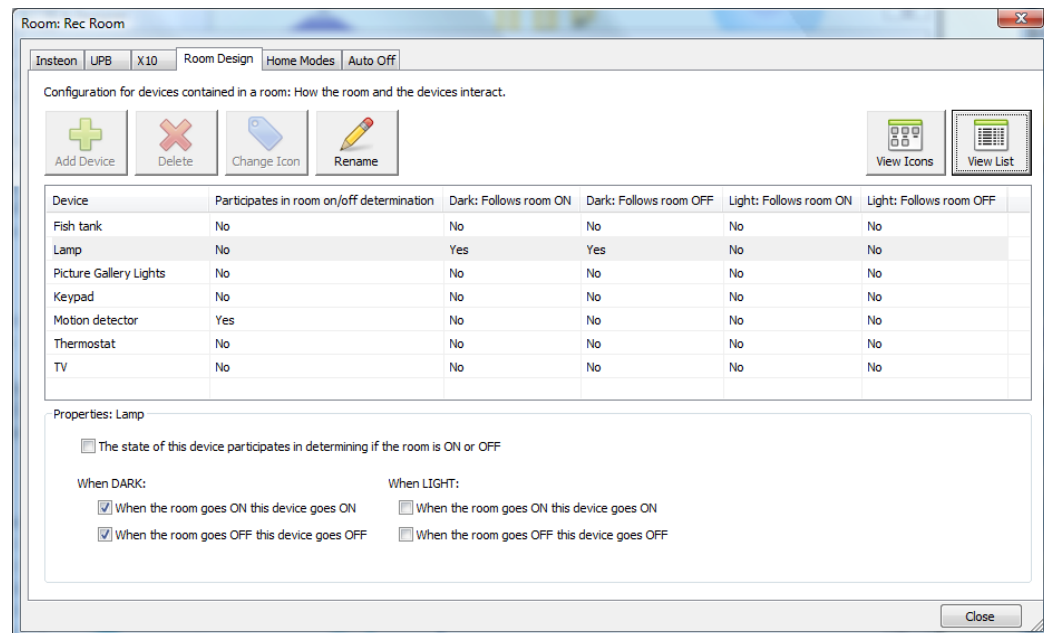 Room: Rec Room
Insteon UPB X10 Room Design Home Modes Auto Off
Configuration for devices contained in a room: How the room and the devices interact.
Add Device Delete Change Icon Rename View Icons View List
Device Participates in room on/off determination Dark: Follows room ON Dark: Follows room OFF Light: Follows room ON Light: Follows room OFF
Fish tank No No No No No
Lamp No Yes Yes No No
Picture Gallery Lights No No No No No
Keypad No No No No No
Motion detector Yes No No No No
Thermostat No No No No No
TV No No No No No
Properties: Lamp
The state of this device participates in determining if the room is ON or OFF
When DARK: When LIGHT:
When the room goes ON this device goes ON When the room goes ON this device goes ON
When the room goes OFF this device goes OFF When the room goes OFF this device goes OFF
Close